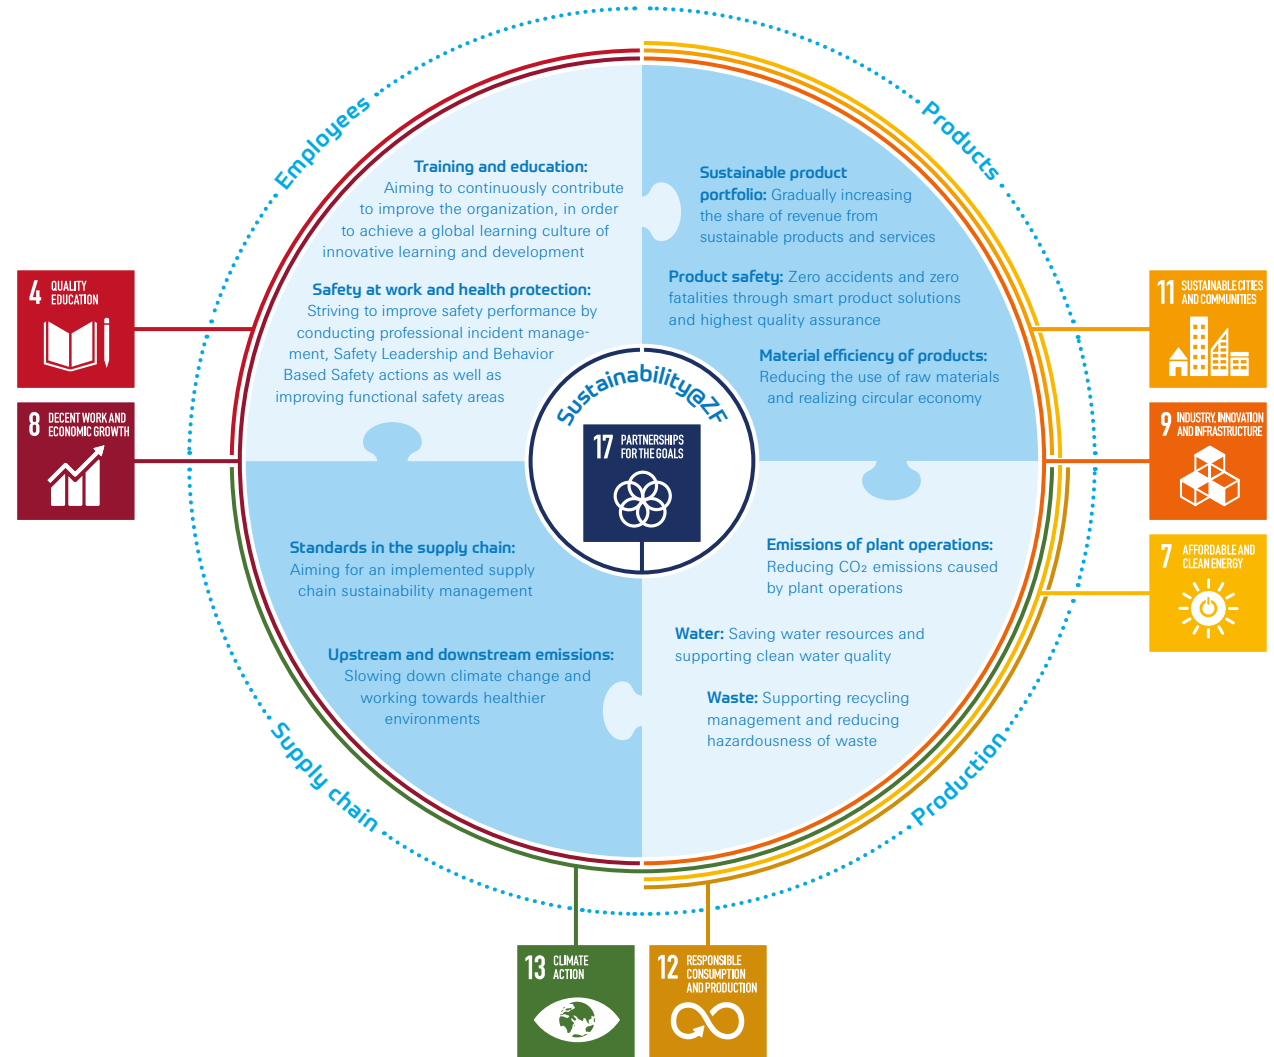 Employees
Products
Training and education:
Aiming to continuously contribute
to improve the organization, in order
to achieve a global learning culture of
innovative learning and development
Safety at work and health protection:
Striving to improve safety performance by
conducting professional incident manage-
ment, Safety Leadership and Behavior
Based Safety actions as well as
improving functional safety areas
Sustainable product
portfolio: Gradually increasing
the share of revenue from
sustainable products and services
Product safety: Zero accidents and zero
fatalities through smart product solutions
and highest quality assurance
Material efficiency of products:
Reducing the use of raw materials
and realizing circular economy
4 QUALITY
EDUCATION
8 DECENT WORK AND
ECONOMIC GROWTH
Sustainability@ZF
17 PARTNERSHIPS
FOR THE GOALS
11 SUSTAINABLE CITIES
AND COMMUNITIES
9 INDUSTRY, INNOVATION
AND INFRASTRUCTURE
7 AFFORDABLE AND
CLEAN ENERGY
Standards in the supply chain:
Aiming for an implemented supply
chain sustainability management
Upstream and downstream emissions:
Slowing down climate change and
working towards healthier
environments
Emissions of plant operations:
Reducing CO₂ emissions caused
by plant operations
Water: Saving water resources and
supporting clean water quality
Waste: Supporting recycling
management and reducing
hazardousness of waste
Supply chain
Production
13 CLIMATE
ACTION
12 RESPONSIBLE
CONSUMPTION
AND PRODUCTION